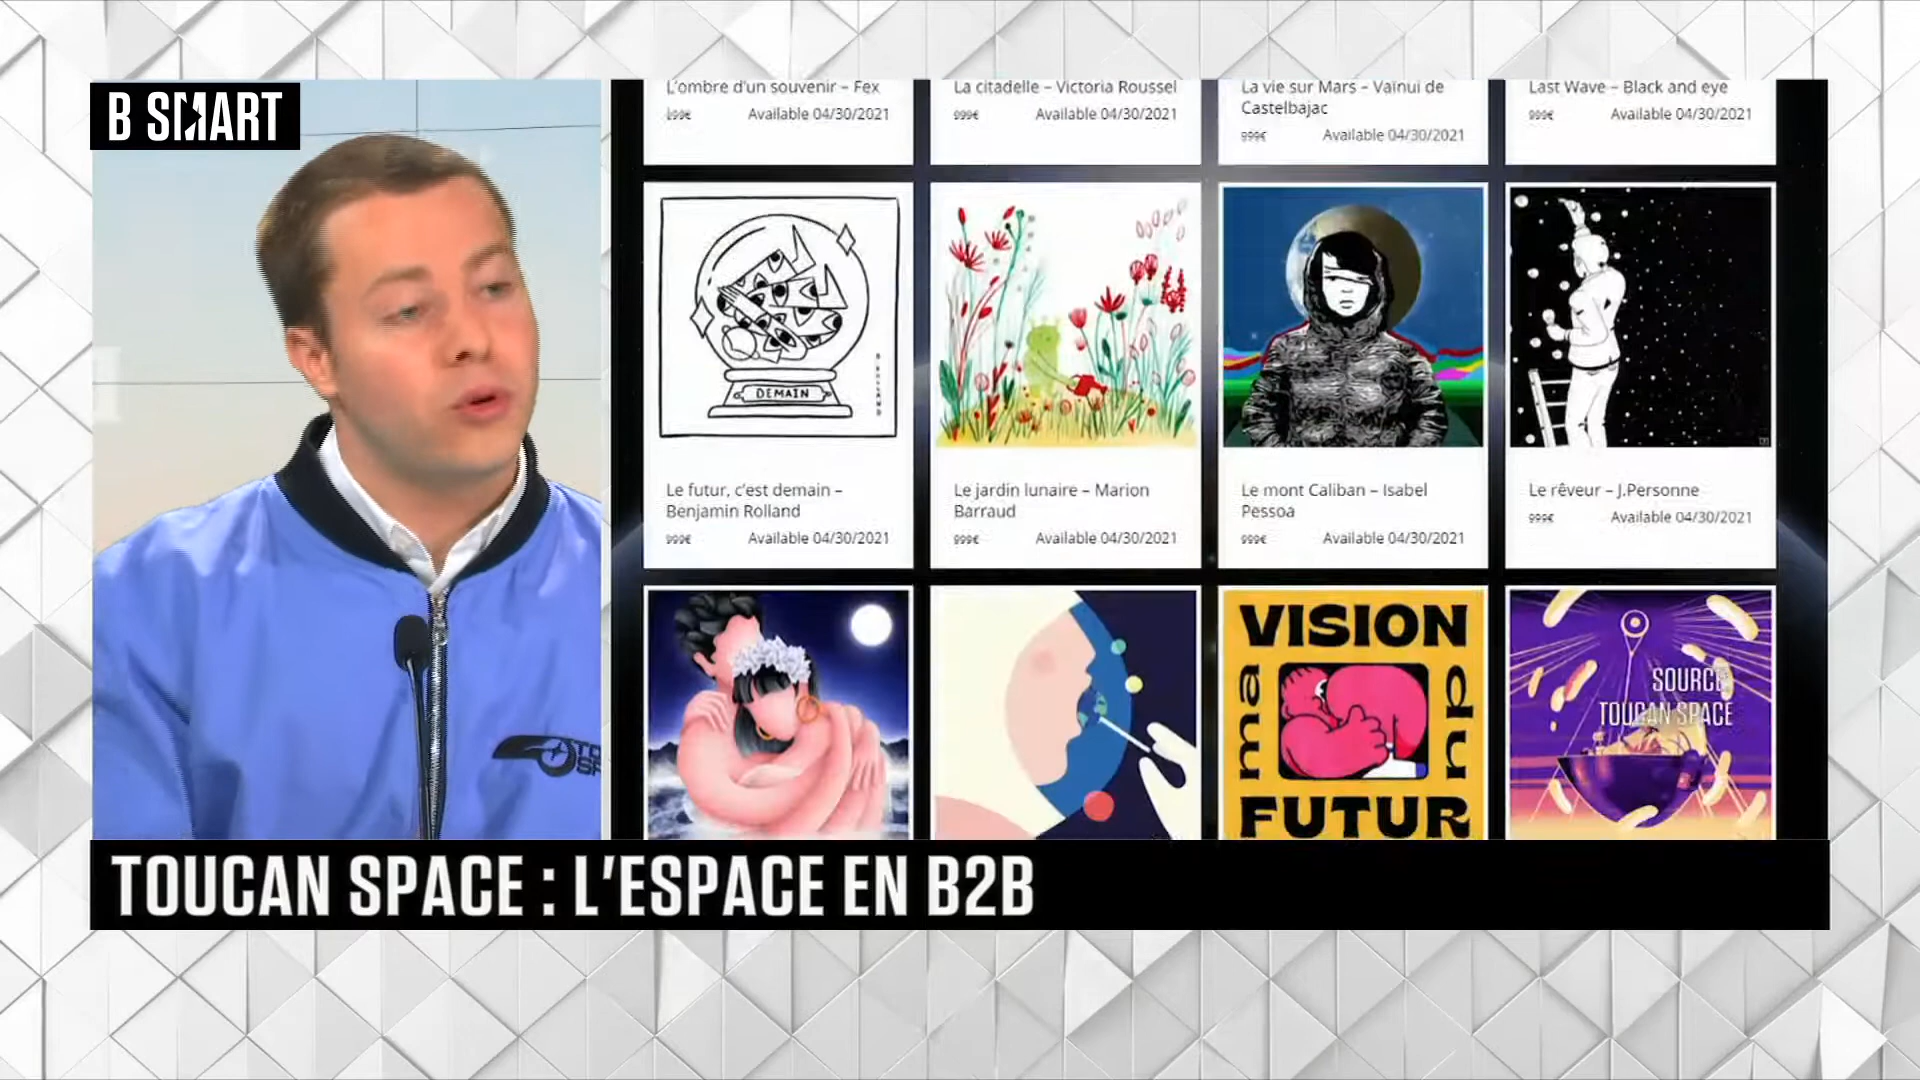 B SMART
L'ombre d'un souvenir – Fex
Available 04/30/2021
La citadelle – Victoria Roussel
999€ Available 04/30/2021
La vie sur Mars – Vaïnui de
Castelbajac
999€ Available 04/30/2021
Last Wave – Black and eye
999€ Available 04/30/2021
DEMAIN
B.ROLLAND
Le futur, c'est demain –
Benjamin Rolland
999€ Available 04/30/2021
Le jardin lunaire – Marion
Barraud
999€ Available 04/30/2021
Le mont Caliban – Isabel
Pessoa
999€ Available 04/30/2021
Le rêveur – J.Personne
999€ Available 04/30/2021
VISION
ma
du
FUTUR
SOURCE
TOUCAN SPACE
TOUCAN SPACE : L'ESPACE EN B2B